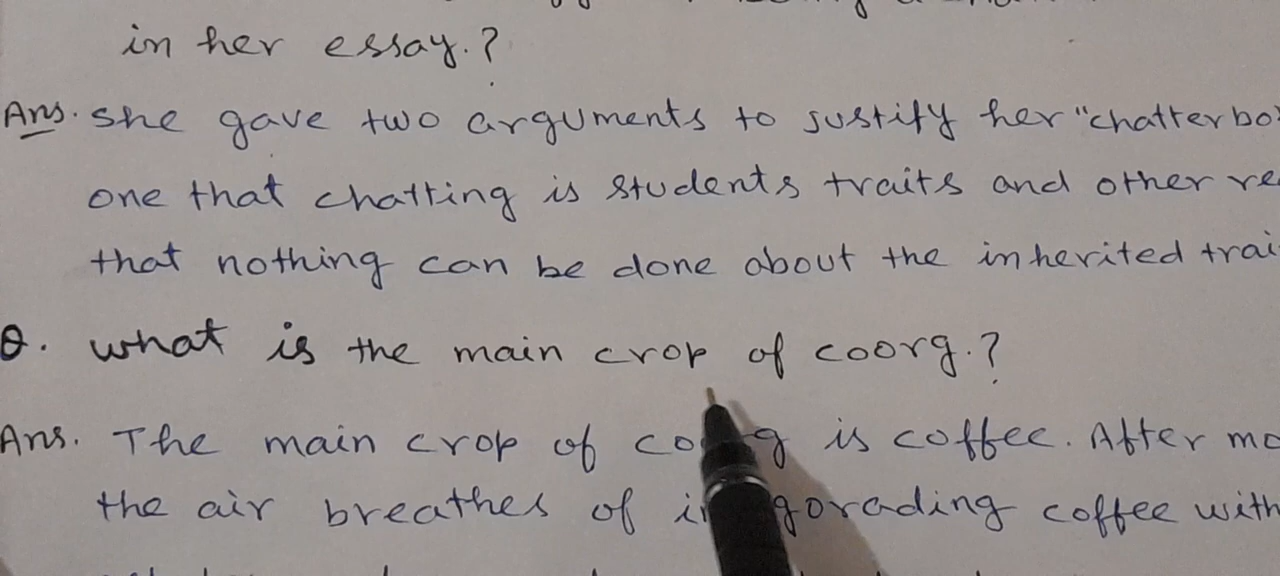 in her essay.?
Ans. She gave two arguments to justify her "chatterbo
one that chatting is students traits and other re
that nothing can be done about the inherited trai
Q. what is the main crop of coorg.?
Ans. The main crop of is coffee. After mo
the air breathes of coffee with